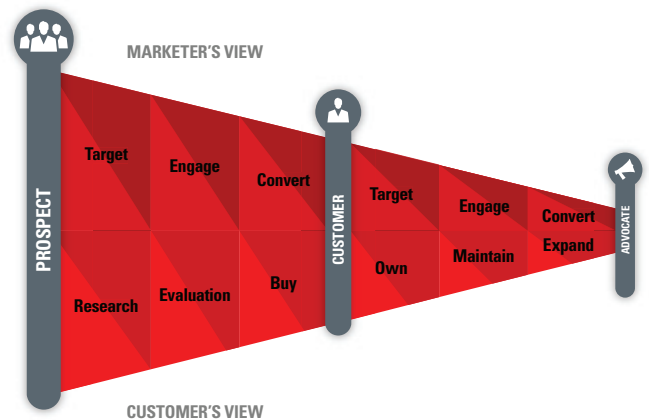 MARKETER'S VIEW
PROSPECT
Target
Engage
Convert
CUSTOMER
Target
Engage
Convert
ADVOCATE
Research
Evaluation
Buy
Own
Maintain
Expand
CUSTOMER'S VIEW